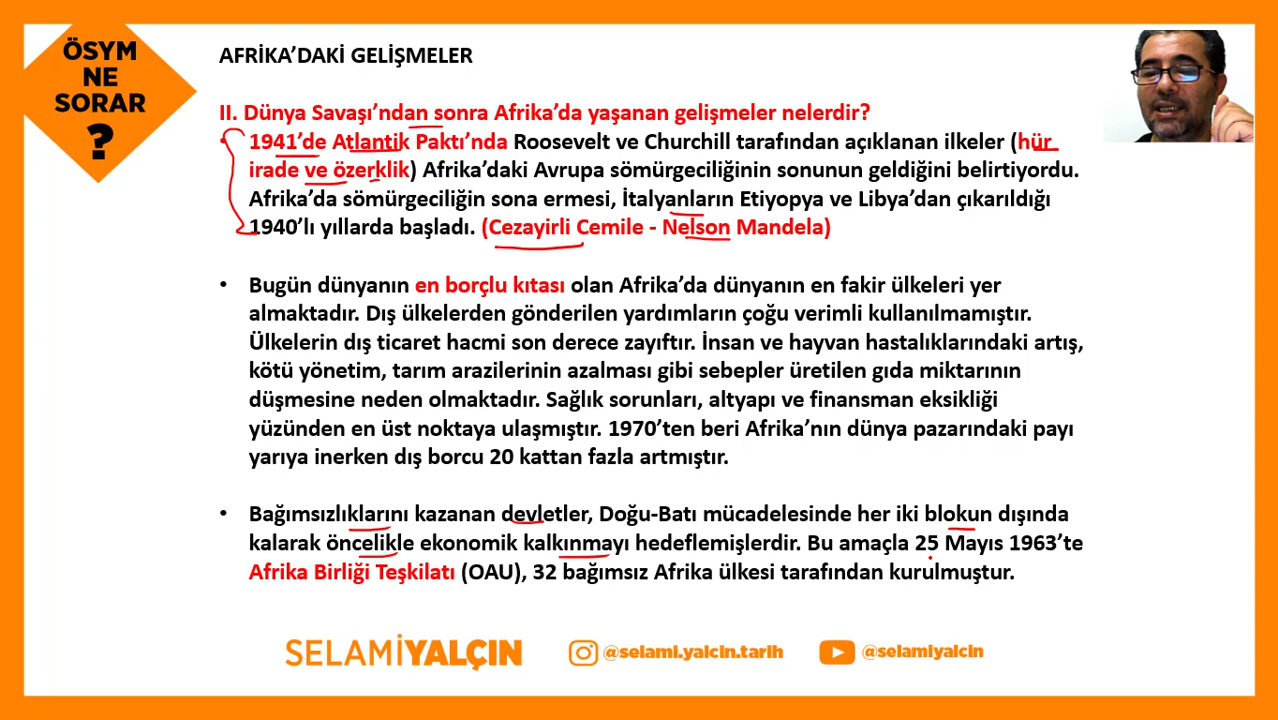 ÖSYM
NE
SORAR
?
AFRİKA’DAKİ GELİŞMELER
II. Dünya Savaşı’ndan sonra Afrika’da yaşanan gelişmeler nelerdir?
• 1941’de Atlantik Paktı’nda Roosevelt ve Churchill tarafından açıklanan ilkeler (hür
irade ve özerklik) Afrika’daki Avrupa sömürgeciliğinin sonunun geldiğini belirtiyordu.
Afrika’da sömürgeciliğin sona ermesi, İtalyanların Etiyopya ve Libya’dan çıkarıldığı
1940’lı yıllarda başladı. (Cezayirli Cemile - Nelson Mandela)
• Bugün dünyanın en borçlu kıtası olan Afrika’da dünyanın en fakir ülkeleri yer
almaktadır. Dış ülkelerden gönderilen yardımların çoğu verimli kullanılmamıştır.
Ülkelerin dış ticaret hacmi son derece zayıftır. İnsan ve hayvan hastalıklarındaki artış,
kötü yönetim, tarım arazilerinin azalması gibi sebepler üretilen gıda miktarının
düşmesine neden olmaktadır. Sağlık sorunları, altyapı ve finansman eksikliği
yüzünden en üst noktaya ulaşmıştır. 1970’ten beri Afrika’nın dünya pazarındaki payı
yarıya inerken dış borcu 20 kattan fazla artmıştır.
• Bağımsızlıklarını kazanan devletler, Doğu-Batı mücadelesinde her iki blokun dışında
kalarak öncelikle ekonomik kalkınmayı hedeflemişlerdir. Bu amaçla 25 Mayıs 1963’te
Afrika Birliği Teşkilatı (OAU), 32 bağımsız Afrika ülkesi tarafından kurulmuştur.
SELAMİYALÇIN @selami.yalcin.tarih @selamiyalcin